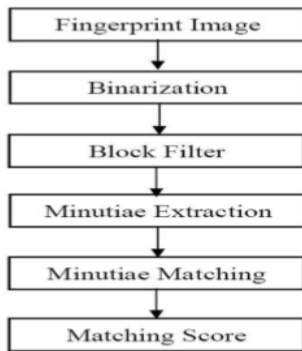 Fingerprint Image
Binarization
Block Filter
Minutiae Extraction
Minutiae Matching
Matching Score